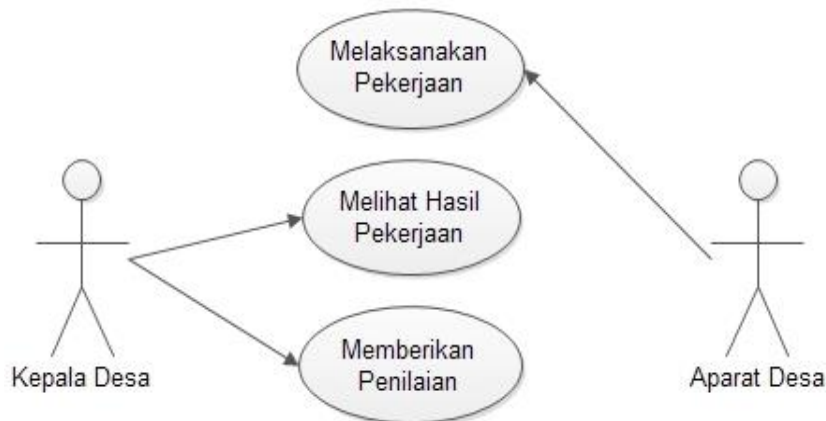 Melaksanakan
Pekerjaan
Melihat Hasil
Pekerjaan
Memberikan
Penilaian
Kepala Desa
Aparat Desa